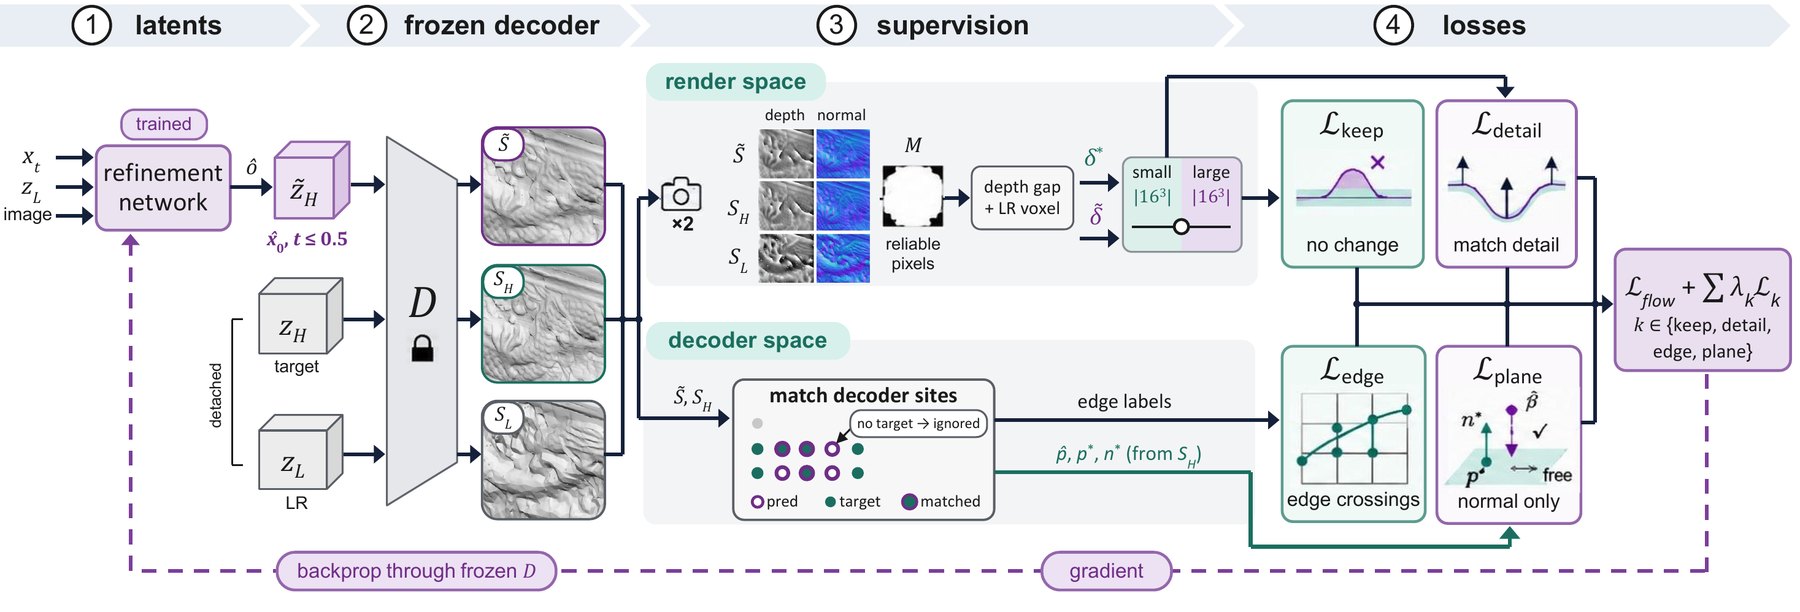 1 latents
2 frozen decoder
3 supervision
4 losses
trained
x_t
z_L
image
refinement
network
ô
z̃_H
x̂_0, t ≤ 0.5
z_H
target
detached
z_L
LR
D
S̃
S_H
S_L
render space
depth normal
S̃
S_H
S_L
×2
M
reliable
pixels
depth gap
+ LR voxel
δ*
δ̃
small large
|16³| |16³|
decoder space
S̃, S_H
match decoder sites
no target → ignored
pred target matched
edge labels
p̂, p*, n* (from S_H)
ℒ_keep
no change
ℒ_detail
match detail
ℒ_edge
edge crossings
ℒ_plane
n* β̂
✓
p* free
normal only
ℒ_flow + ∑ λ_k ℒ_k
k ∈ {keep, detail,
edge, plane}
backprop through frozen D
gradient